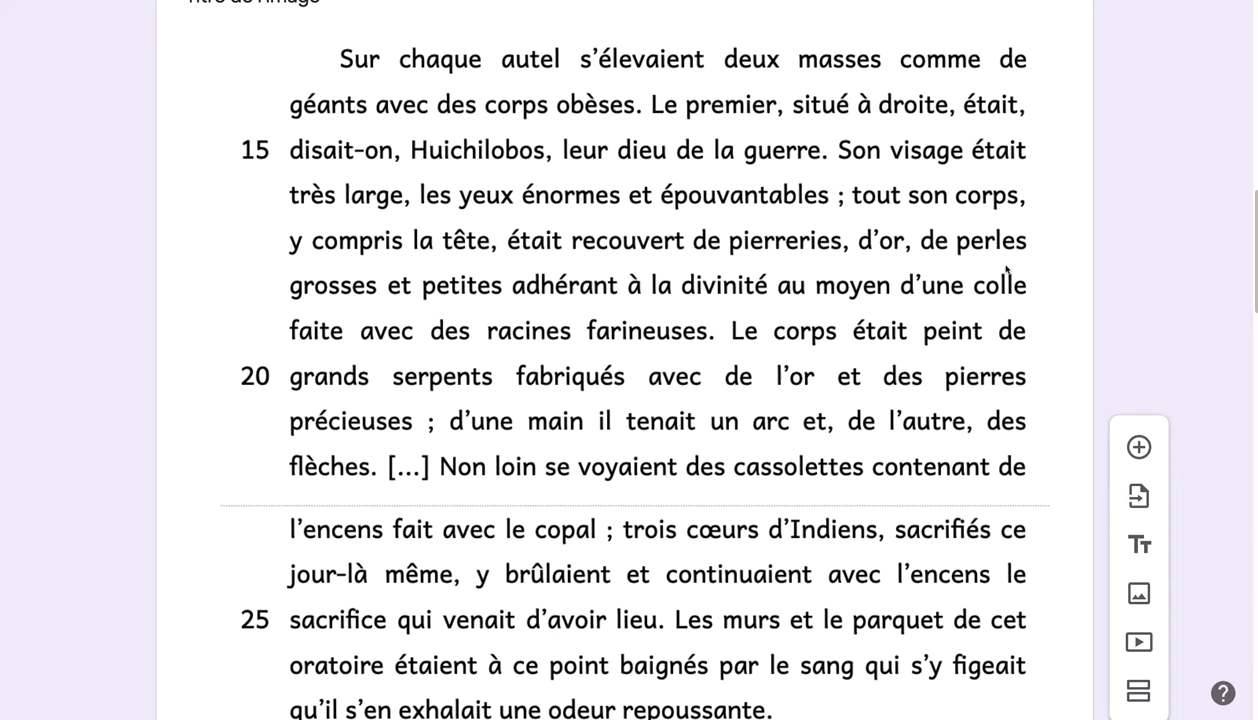 Titre de l'image
Sur chaque autel s'élevaient deux masses comme de
géants avec des corps obèses. Le premier, situé à droite, était,
15 disait-on, Huichilobos, leur dieu de la guerre. Son visage était
très large, les yeux énormes et épouvantables ; tout son corps,
y compris la tête, était recouvert de pierreries, d'or, de perles
grosses et petites adhérant à la divinité au moyen d'une colle
faite avec des racines farineuses. Le corps était peint de
20 grands serpents fabriqués avec de l'or et des pierres
précieuses ; d'une main il tenait un arc et, de l'autre, des
flèches. [...] Non loin se voyaient des cassolettes contenant de
l'encens fait avec le copal ; trois cœurs d'Indiens, sacrifiés ce
jour-là même, y brûlaient et continuaient avec l'encens le
25 sacrifice qui venait d'avoir lieu. Les murs et le parquet de cet
oratoire étaient à ce point baignés par le sang qui s'y figeait
qu'il s'en exhalait une odeur repoussante.
Tт
?